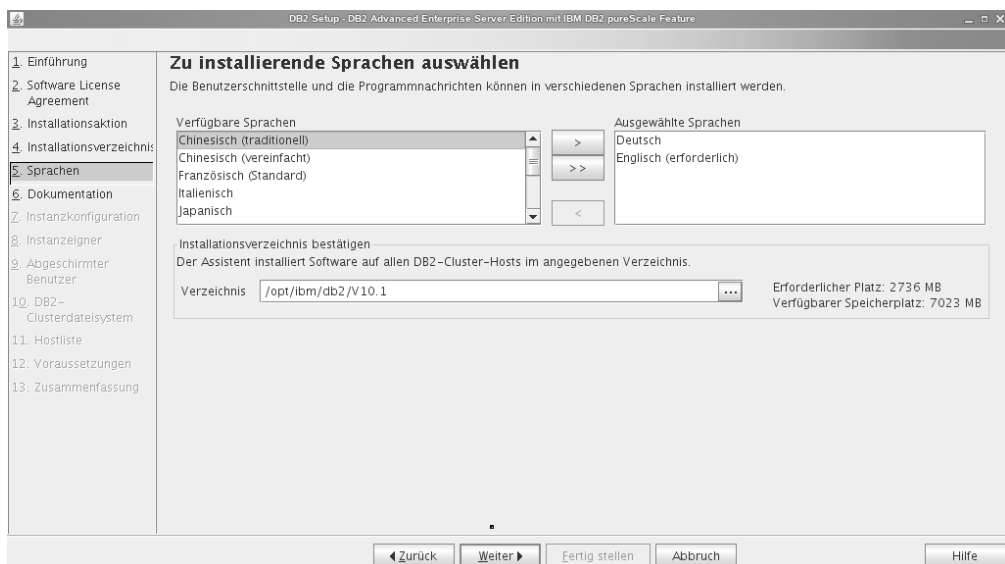 DB2 Setup - DB2 Advanced Enterprise Server Edition mit IBM DB2 pureScale Feature
1. Einführung
2. Software License
Agreement
3. Installationsaktion
4. Installationsverzeichnis
5. Sprachen
6. Dokumentation
7. Instanzkonfiguration
8. Instanzeigner
9. Abgeschirmter
Benutzer
10. DB2-
Clusterdateisystem
11. Hostliste
12. Voraussetzungen
13. Zusammenfassung
Zu installierende Sprachen auswählen
Die Benutzerschnittstelle und die Programmnachrichten können in verschiedenen Sprachen installiert werden.
Verfügbare Sprachen
Chinesisch (traditionell)
Chinesisch (vereinfacht)
Französisch (Standard)
Italienisch
Japanisch
>
>>
<
Ausgewählte Sprachen
Deutsch
Englisch (erforderlich)
Installationsverzeichnis bestätigen
Der Assistent installiert Software auf allen DB2-Cluster-Hosts im angegebenen Verzeichnis.
Verzeichnis /opt/ibm/db2/V10.1 ...
Erforderlicher Platz: 2736 MB
Verfügbarer Speicherplatz: 7023 MB
Zurück Weiter Fertig stellen Abbruch Hilfe